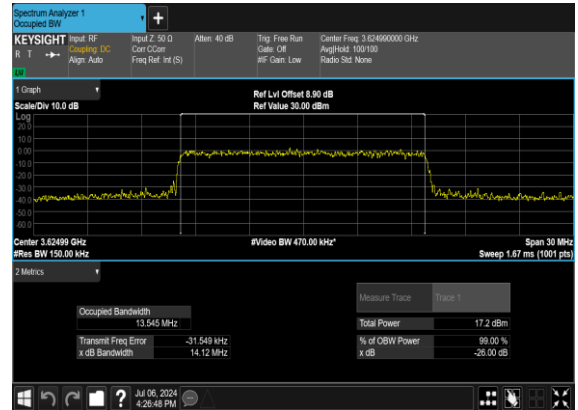 Spectrum Analyzer 1
Occupied BW
+
KEYSIGHT Input: RF Input Z: 50 Ω Atten: 40 dB Trig: Free Run Center Freq: 3.624990000 GHz
R T Coupling: DC Corr CCorr Gate: Off Avg|Hold: 100/100
Align: Auto Freq Ref: Int (S) #IF Gain: Low Radio Std: None
LXI
1 Graph
Ref Lvl Offset 8.90 dB
Scale/Div 10.0 dB Ref Value 30.00 dBm
Log
20.0
10.0
0.00
-10.0
-20.0
-30.0
-40.0
-50.0
-60.0
Center 3.62499 GHz #Video BW 470.00 kHz* Span 30 MHz
#Res BW 150.00 kHz Sweep 1.67 ms (1001 pts)
2 Metrics
Measure Trace Trace 1
Occupied Bandwidth
13.545 MHz Total Power 17.2 dBm
Transmit Freq Error -31.549 kHz % of OBW Power 99.00 %
x dB Bandwidth 14.12 MHz x dB -26.00 dB
? Jul 06, 2024
4:26:48 PM